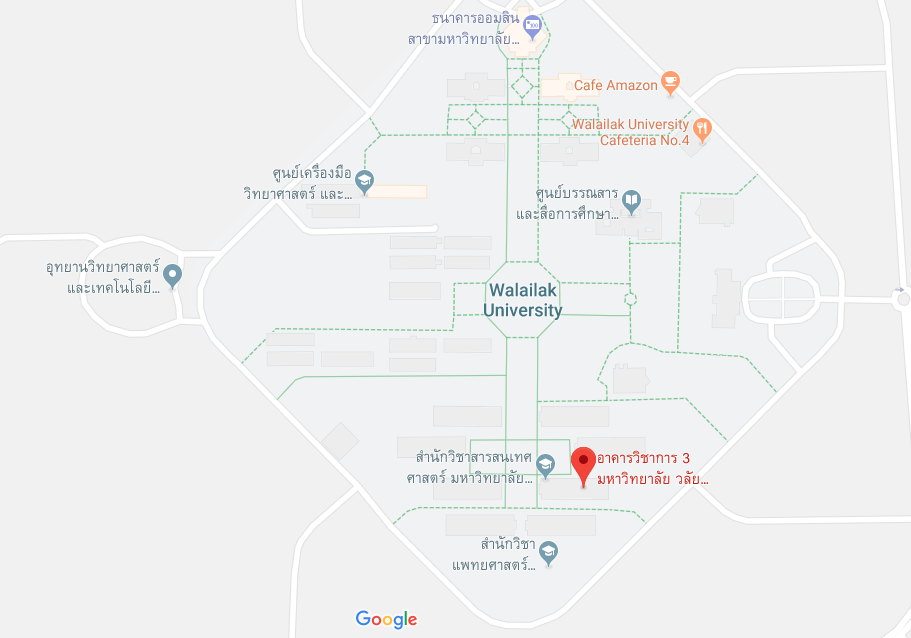 ธนาคารออมสิน
สาขามหาวิทยาลัย...
Cafe Amazon
Walailak University
Cafeteria No.4
ศูนย์เครื่องมือ
วิทยาศาสตร์ และ...
ศูนย์บรรณสาร
และสื่อการศึกษา...
อุทยานวิทยาศาสตร์
และเทคโนโลยี...
Walailak
University
สำนักวิชาสารสนเทศ
ศาสตร์ มหาวิทยาลัย...
อาคารวิชาการ 3
มหาวิทยาลัย วลัย...
สำนักวิชา
แพทยศาสตร์...
Google